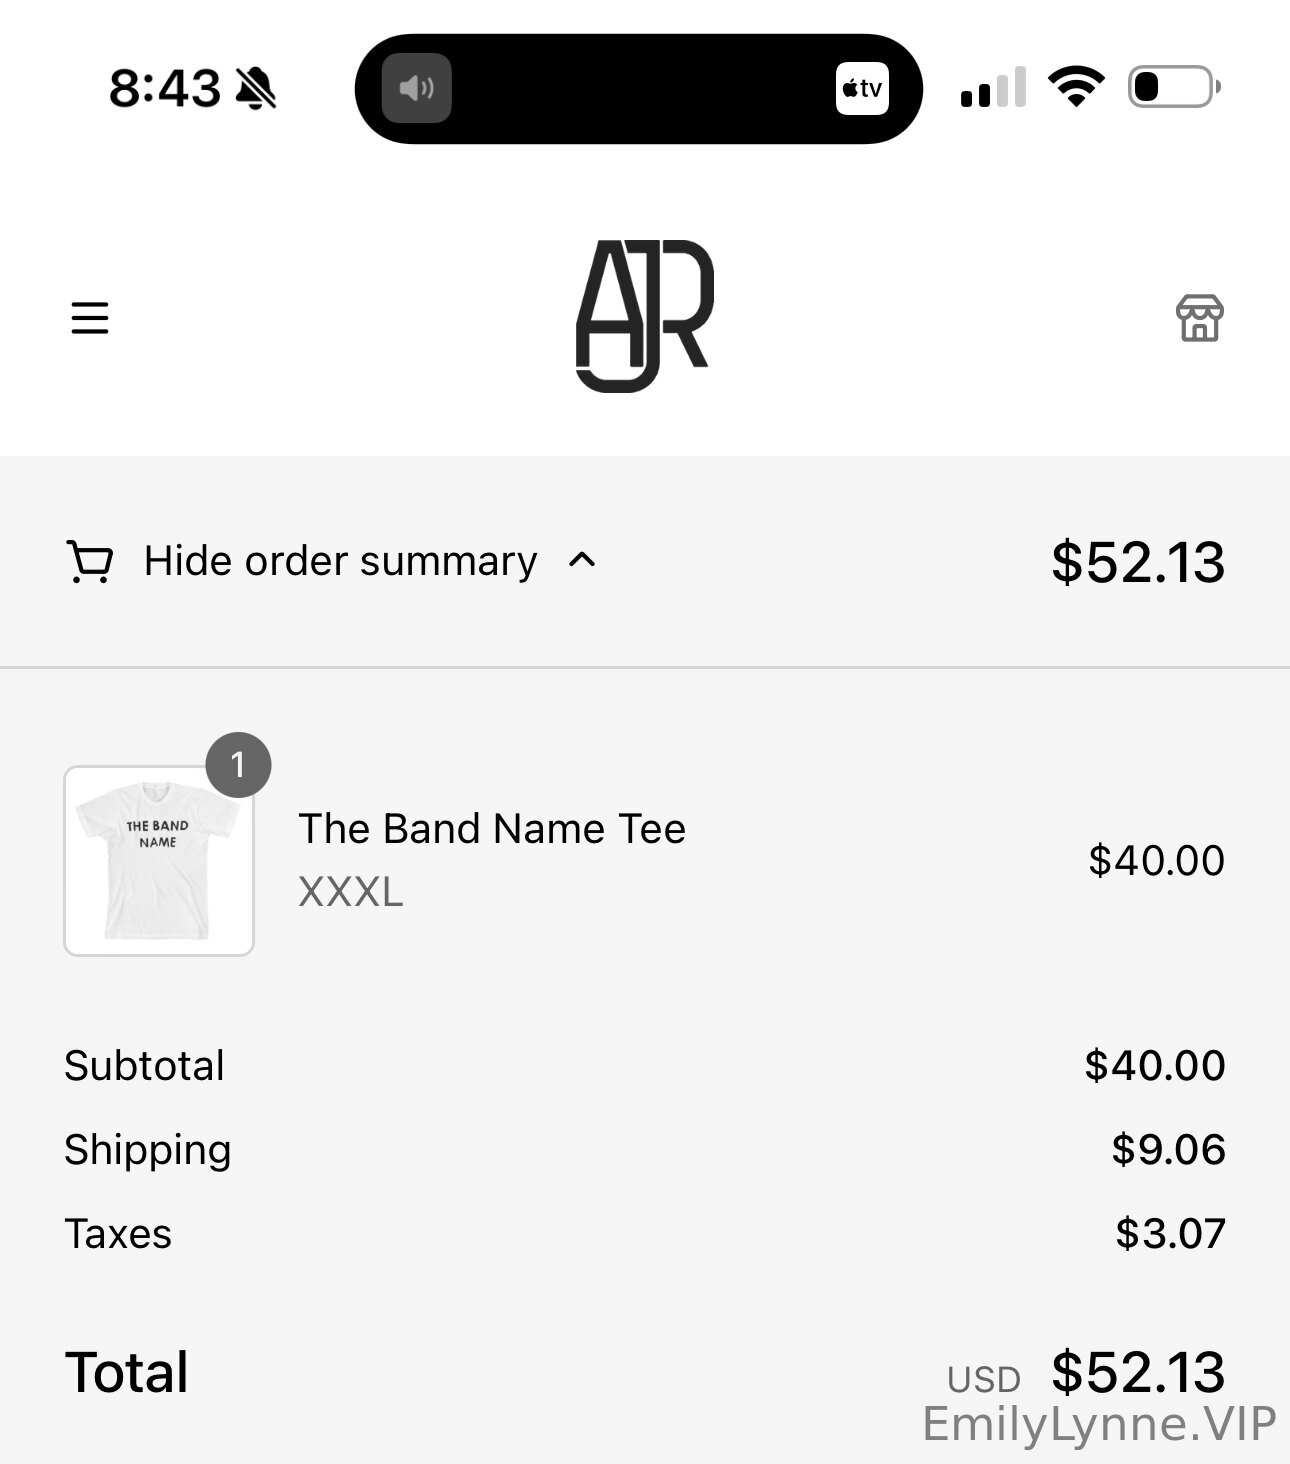 8:43
tv
AJR
Hide order summary
$52.13
1
THE BAND
NAME
The Band Name Tee
XXXL
$40.00
Subtotal
$40.00
Shipping
$9.06
Taxes
$3.07
Total
USD $52.13
EmilyLynne.VIP